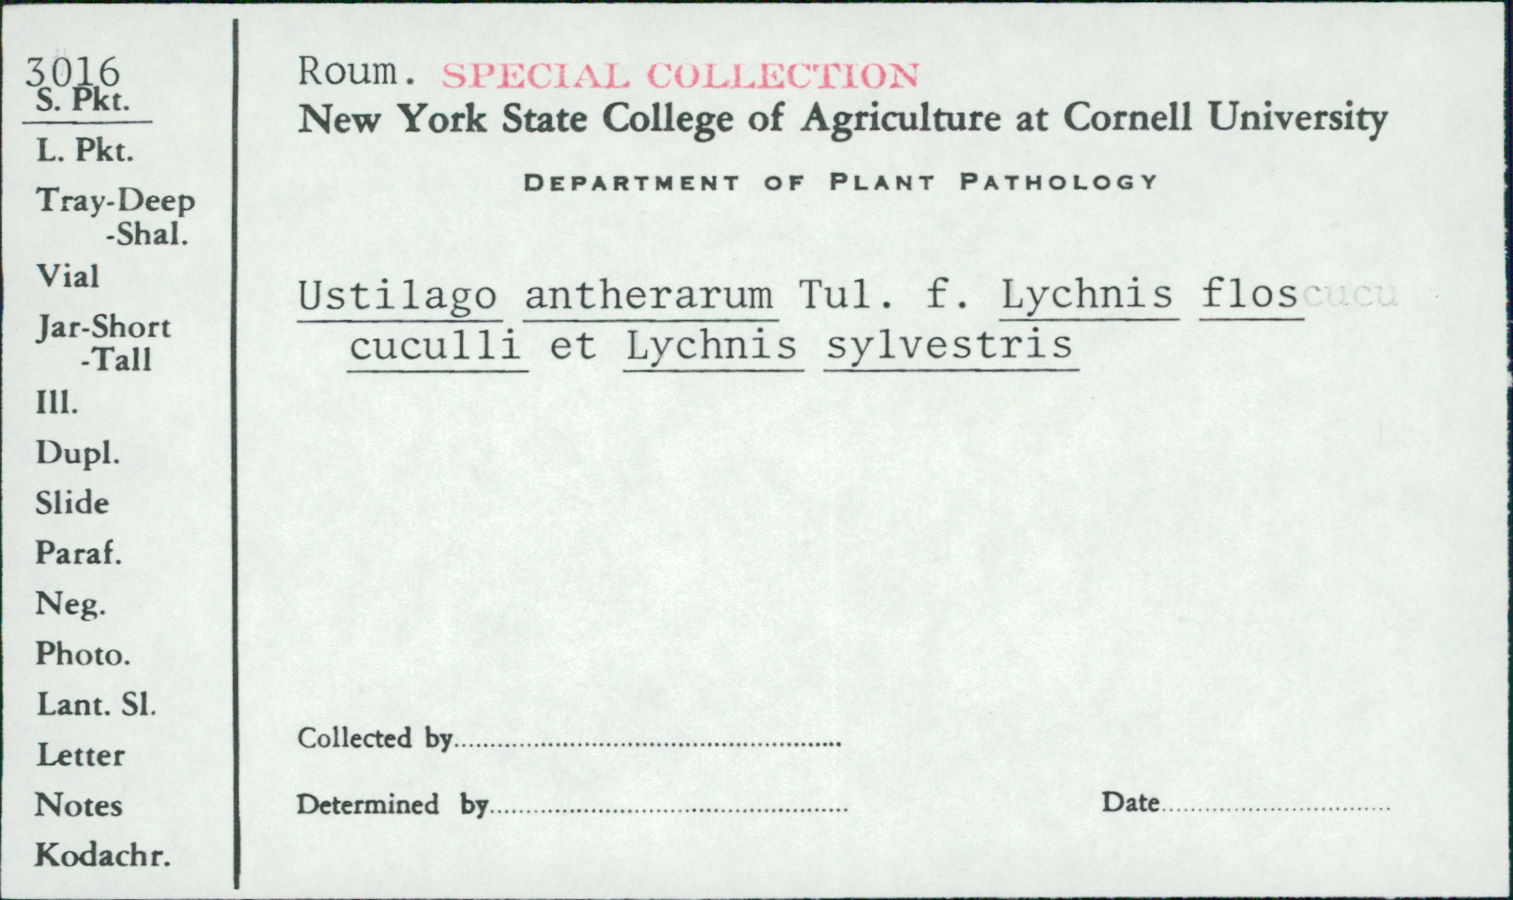 3016
S. Pkt.
L. Pkt.
Tray-Deep
-Shal.
Vial
Jar-Short
-Tall
Ill.
Dupl.
Slide
Paraf.
Neg.
Photo.
Lant. Sl.
Letter
Notes
Kodachr.
Roum. SPECIAL COLLECTION
New York State College of Agriculture at Cornell University
DEPARTMENT OF PLANT PATHOLOGY
Ustilago antherarum Tul. f. Lychnis floscucu
cuculli et Lychnis sylvestris
Collected by
Determined by
Date